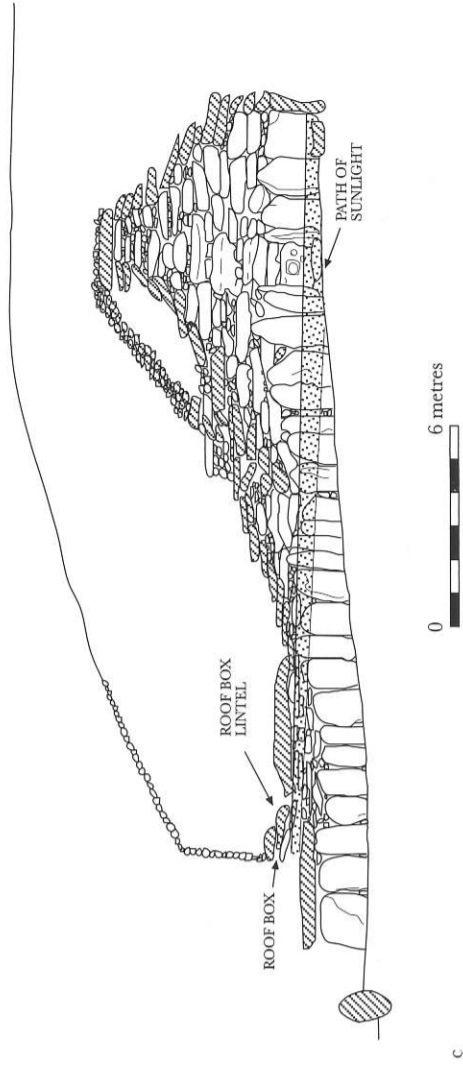 ROOF BOX
ROOF BOX
LINTEL
PATH OF
SUNLIGHT
0 6 metres
c